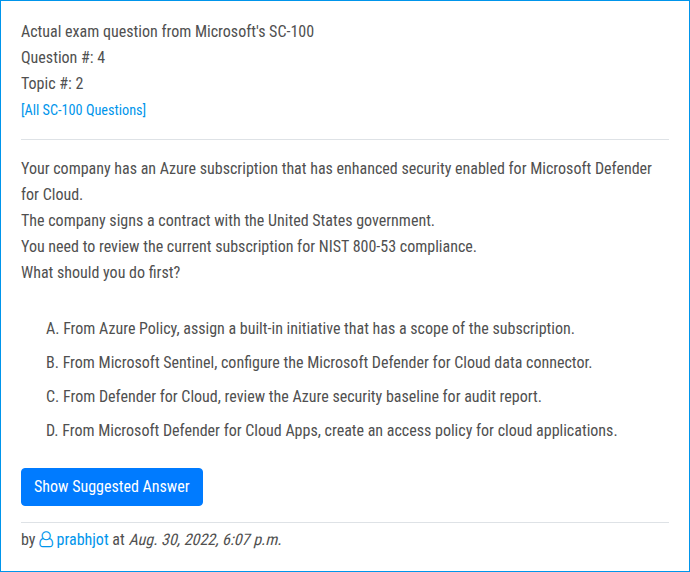 Actual exam question from Microsoft's SC-100
Question #: 4
Topic #: 2
[All SC-100 Questions]
Your company has an Azure subscription that has enhanced security enabled for Microsoft Defender
for Cloud.
The company signs a contract with the United States government.
You need to review the current subscription for NIST 800-53 compliance.
What should you do first?
A. From Azure Policy, assign a built-in initiative that has a scope of the subscription.
B. From Microsoft Sentinel, configure the Microsoft Defender for Cloud data connector.
C. From Defender for Cloud, review the Azure security baseline for audit report.
D. From Microsoft Defender for Cloud Apps, create an access policy for cloud applications.
Show Suggested Answer
by prabhjot at Aug. 30, 2022, 6:07 p.m.